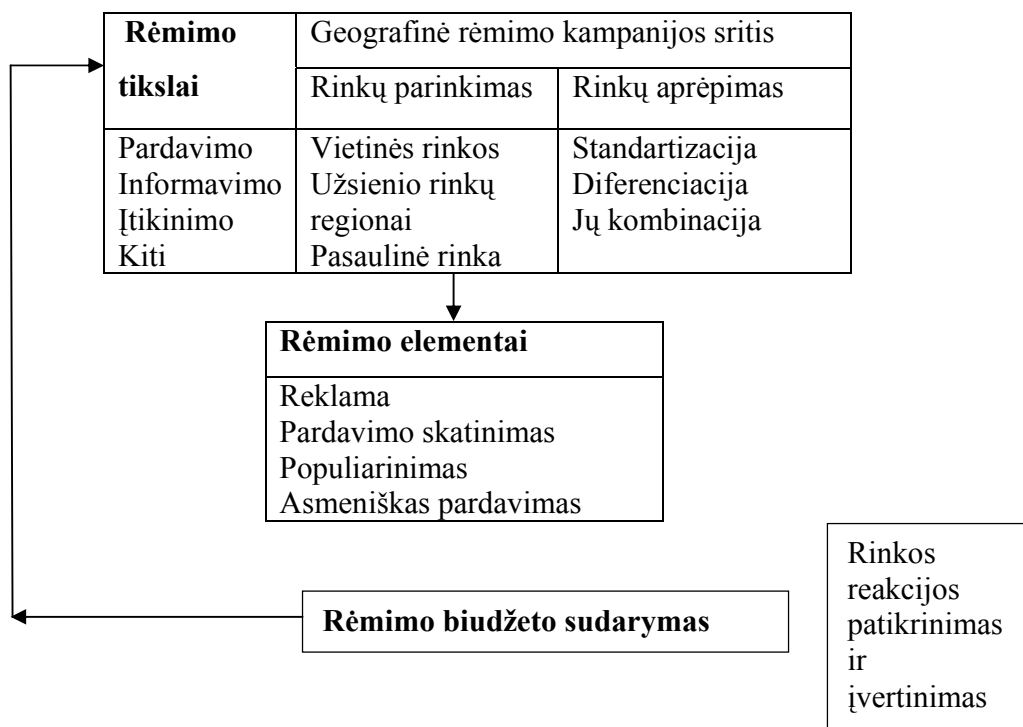 Rėmimo
tikslai
Geografinė rėmimo kampanijos sritis
Rinkų parinkimas
Rinkų aprėpimas
Pardavimo
Informavimo
Įtikinimo
Kiti
Vietinės rinkos
Užsienio rinkų
regionai
Pasaulinė rinka
Standartizacija
Diferenciacija
Jų kombinacija
Rėmimo elementai
Reklama
Pardavimo skatinimas
Populiarinimas
Asmeniškas pardavimas
Rėmimo biudžeto sudarymas
Rinkos
reakcijos
patikrinimas
ir
įvertinimas